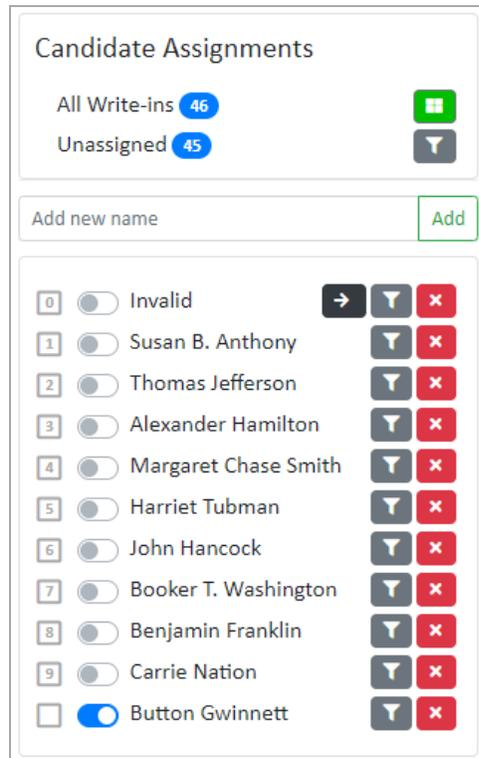 Candidate Assignments
All Write-ins 46
Unassigned 45
Add new name Add
0 Invalid
1 Susan B. Anthony
2 Thomas Jefferson
3 Alexander Hamilton
4 Margaret Chase Smith
5 Harriet Tubman
6 John Hancock
7 Booker T. Washington
8 Benjamin Franklin
9 Carrie Nation
Button Gwinnett